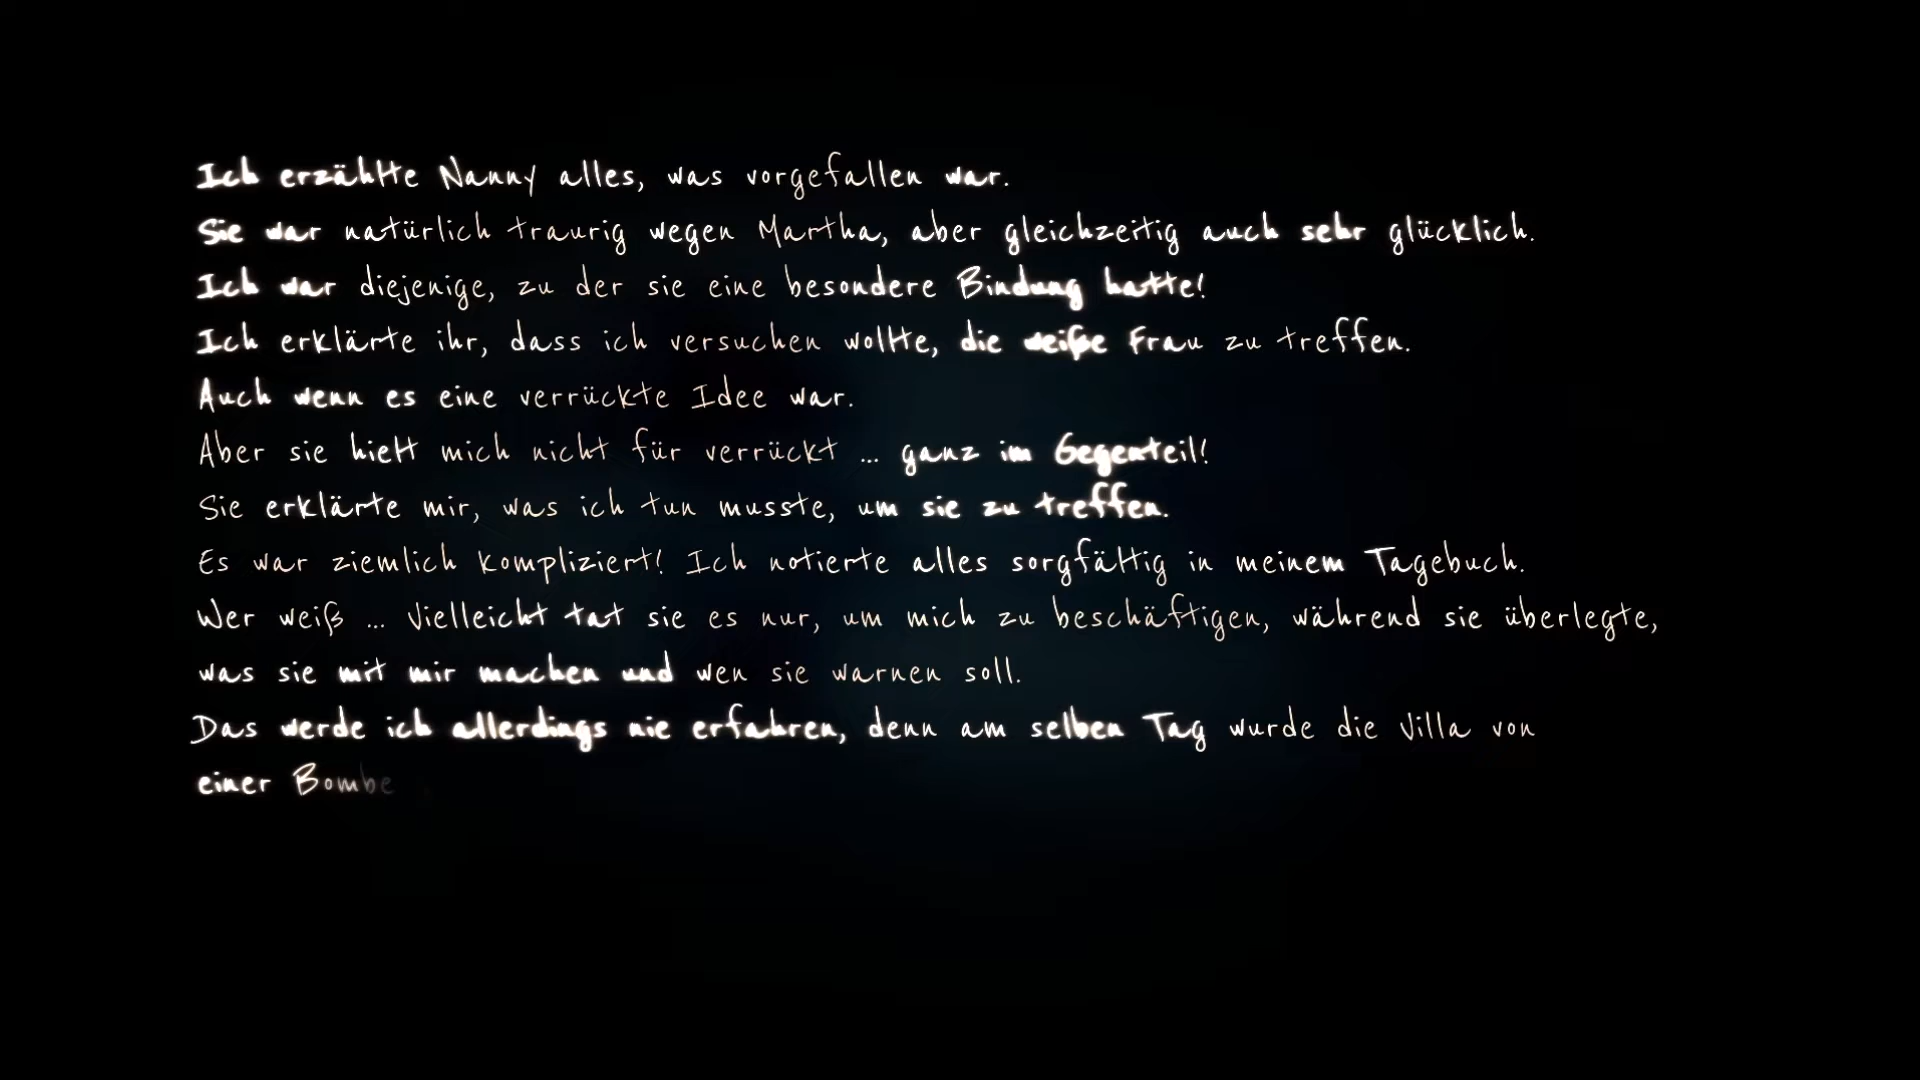 Ich erzählte Nanny alles, was vorgefallen war.
Sie war natürlich traurig wegen Martha, aber gleichzeitig auch sehr glücklich.
Ich war diejenige, zu der sie eine besondere Bindung hatte!
Ich erklärte ihr, dass ich versuchen wollte, die weiße Frau zu treffen.
Auch wenn es eine verrückte Idee war.
Aber sie hielt mich nicht für verrückt ... ganz im Gegenteil!
Sie erklärte mir, was ich tun musste, um sie zu treffen.
Es war ziemlich kompliziert! Ich notierte alles sorgfältig in meinem Tagebuch.
Wer weiß ... Vielleicht tat sie es nur, um mich zu beschäftigen, während sie überlegte,
was sie mit mir machen und wen sie warnen soll.
Das werde ich allerdings nie erfahren, denn am selben Tag wurde die Villa von
einer Bombe